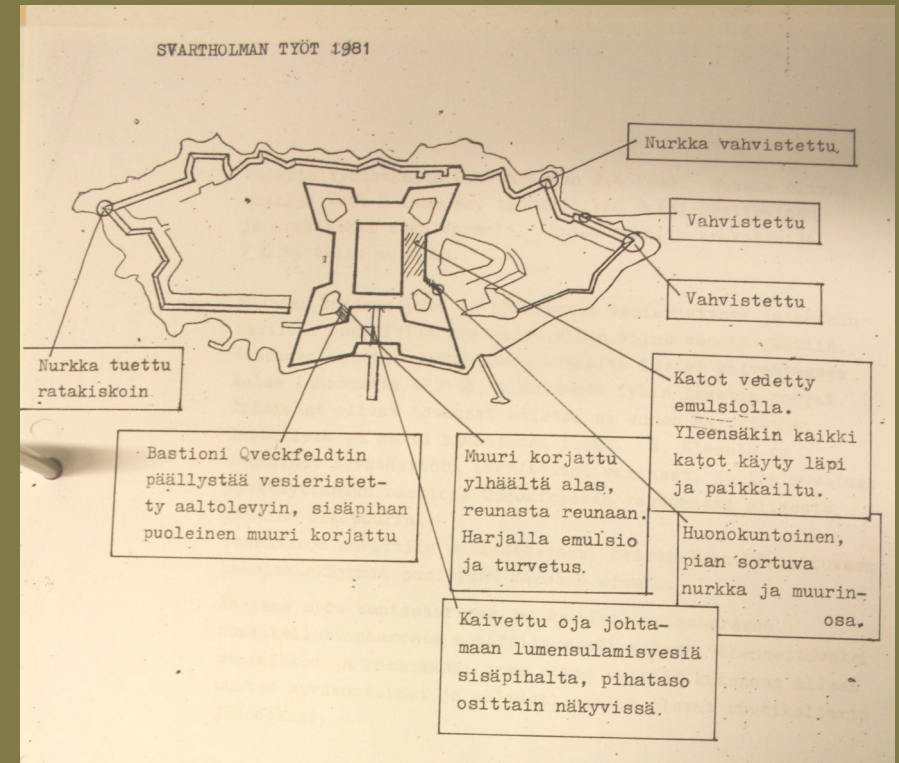 SVARTHOLMAN TYÖT 1981
Nurkka vahvistettu
Vahvistettu
Vahvistettu
Nurkka tuettu
ratakiskoin
Katot vedetty
emulsiolla.
Yleensäkin kaikki
katot käyty läpi
ja paikkailtu.
Bastioni Qveckfeldtin
päällystää vesieristet-
ty aaltolevyin, sisäpihan
puoleinen muuri korjattu
Muuri korjattu
ylhäältä alas,
reunasta reunaan.
Harjalla emulsio
ja turvetus.
Huonokuntoinen,
pian sortuva
nurkka ja muurin-
osa.
Kaivettu oja johta-
maan lumensulamisvesiä
sisäpihalta, pihataso
osittain näkyvissä.